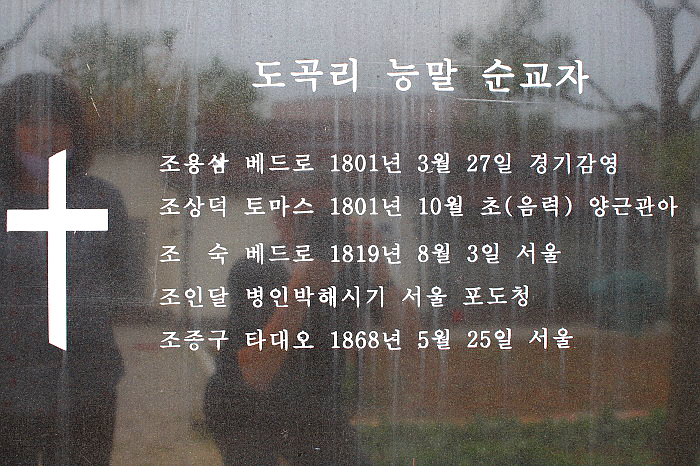 도곡리 능말 순교자
조용삼 베드로 1801년 3월 27일 경기감영
조상덕 토마스 1801년 10월 초(음력) 양근관아
조 숙 베드로 1819년 8월 3일 서울
조인달 병인박해시기 서울 포도청
조종구 타대오 1868년 5월 25일 서울